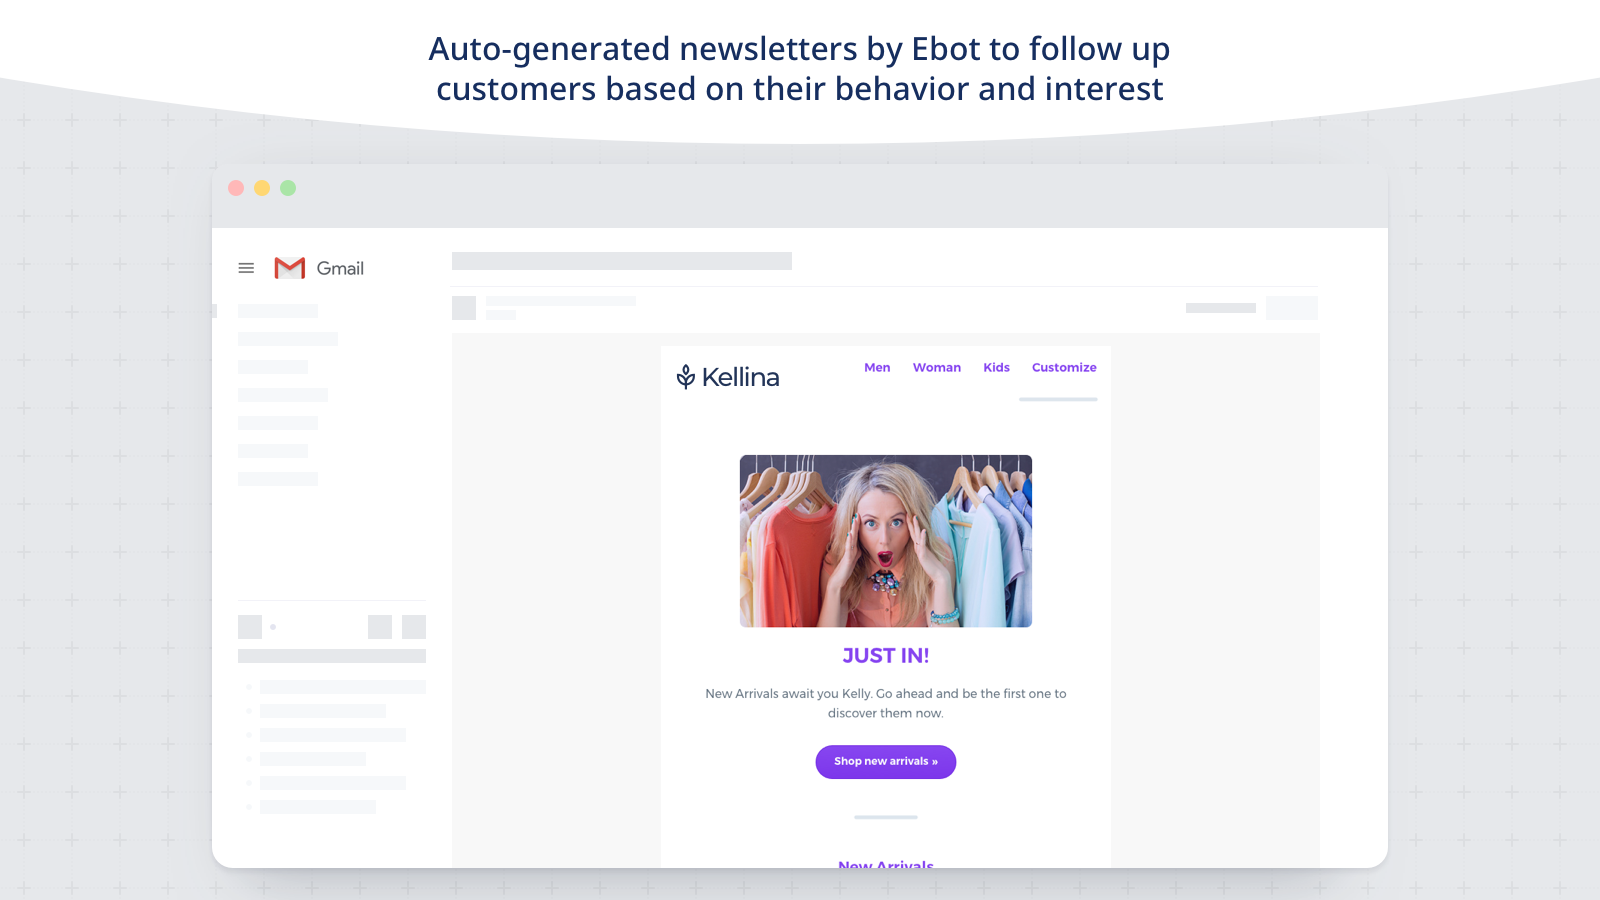 Auto-generated newsletters by Ebot to follow up
customers based on their behavior and interest
Gmail
Kellina
Men Woman Kids Customize
JUST IN!
New Arrivals await you Kelly. Go ahead and be the first one to
discover them now.
Shop new arrivals »
New Arrivals